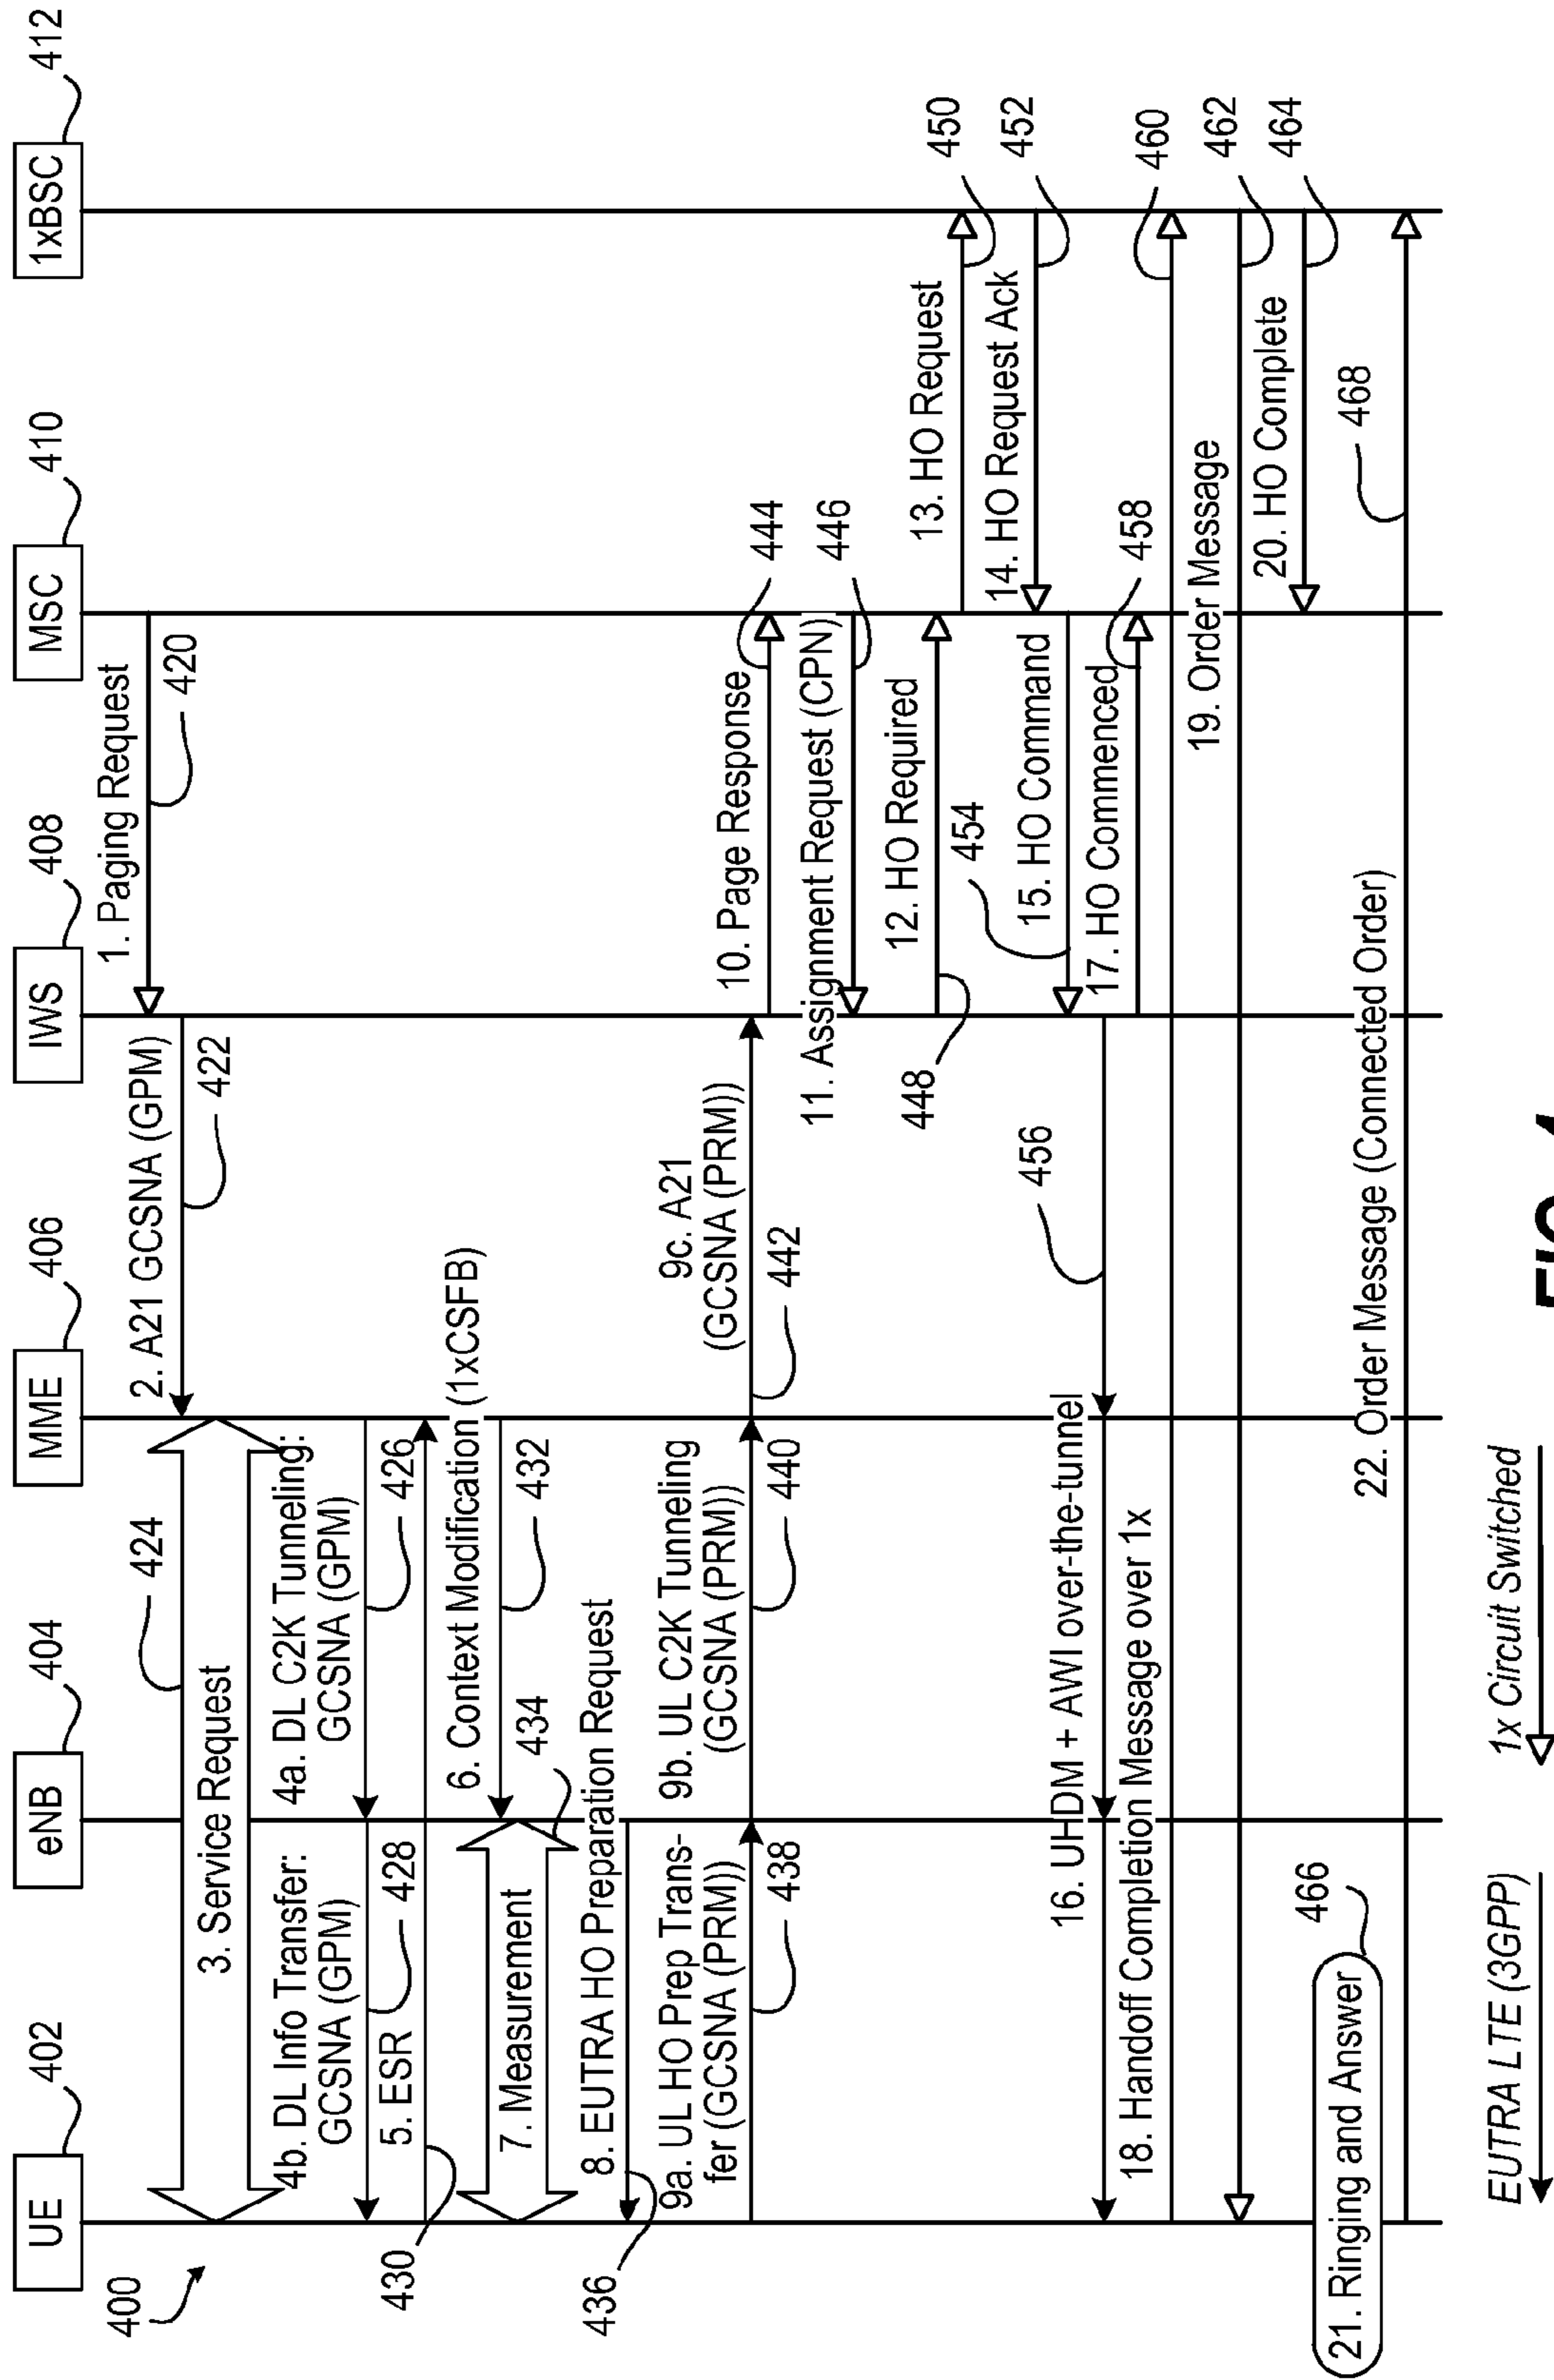 UE
402
eNB
404
MME
406
IWS
408
MSC
410
1xBSC
412
400
1. Paging Request
420
2. A21 GCSNA (GPM)
422
424
3. Service Request
4a. DL C2K Tunneling:
GCSNA (GPM)
426
4b. DL Info Transfer:
GCSNA (GPM)
428
5. ESR
430
6. Context Modification (1xCSFB)
432
7. Measurement
434
8. EUTRA HO Preparation Request
436
9a. UL HO Prep Trans-
fer (GCSNA (PRM))
438
9b. UL C2K Tunneling
(GCSNA (PRM))
440
9c. A21
(GCSNA (PRM))
442
10. Page Response
444
11. Assignment Request (CPN)
446
12. HO Required
448
13. HO Request
450
14. HO Request Ack
452
15. HO Command
454
16. UHDM + AWI over-the-tunnel
456
17. HO Commenced
458
18. Handoff Completion Message over 1x
460
19. Order Message
462
20. HO Complete
464
21. Ringing and Answer
466
22. Order Message (Connected Order)
468
EUTRA LTE (3GPP)
1x Circuit Switched